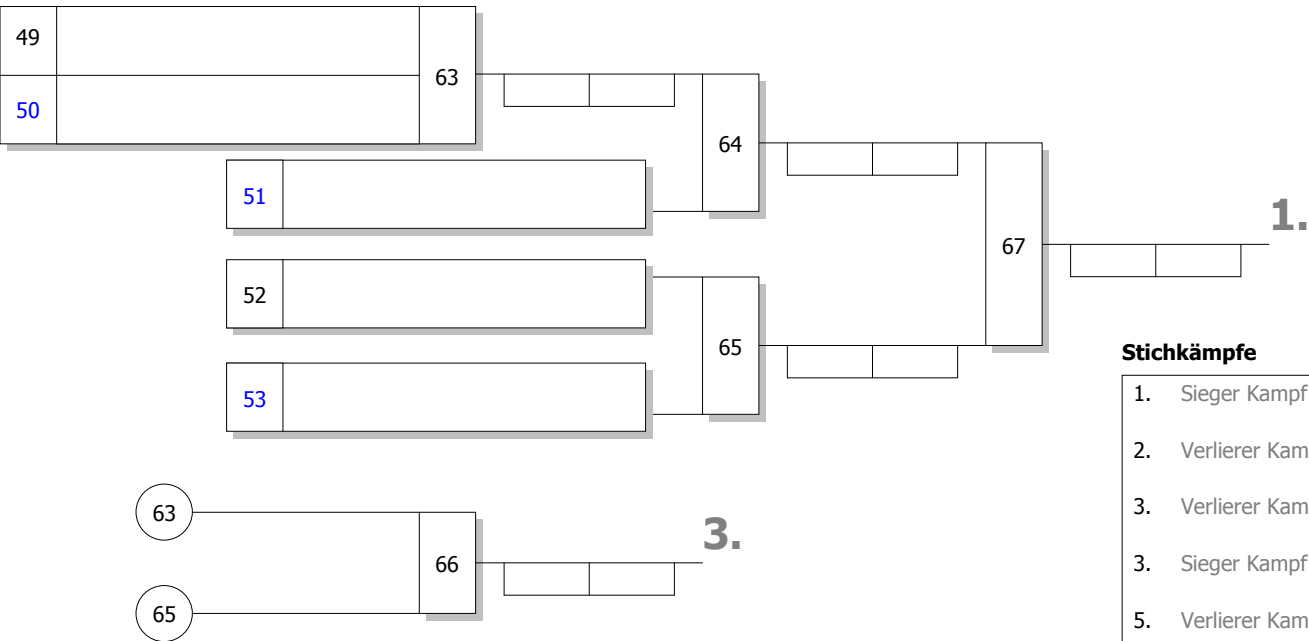 49
63
50
64
51
1.
67
52
65
53
Stichkämpfe
1. Sieger Kampf
2. Verlierer Kam
3. Verlierer Kam
3. Sieger Kampf
5. Verlierer Kam
63
3.
66
65